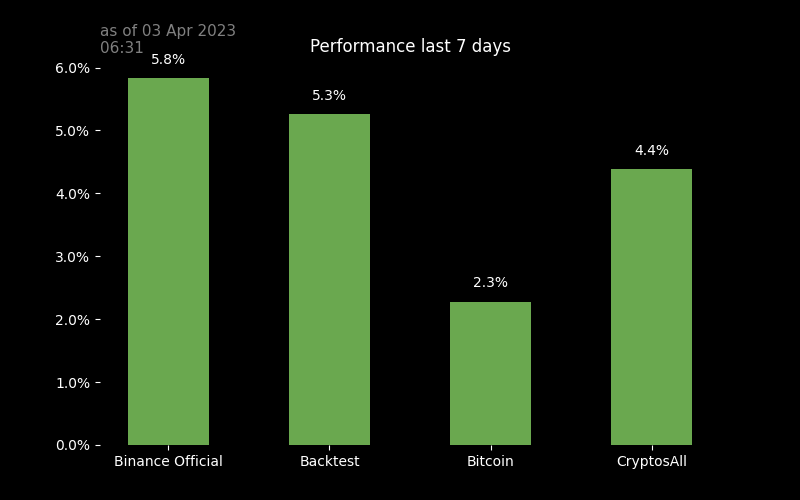 as of 03 Apr 2023
06:31
Performance last 7 days
5.8%
6.0%
5.3%
5.0%
4.4%
4.0%
3.0%
2.3%
2.0%
1.0%
0.0%
Binance Official
Backtest
Bitcoin
CryptosAll